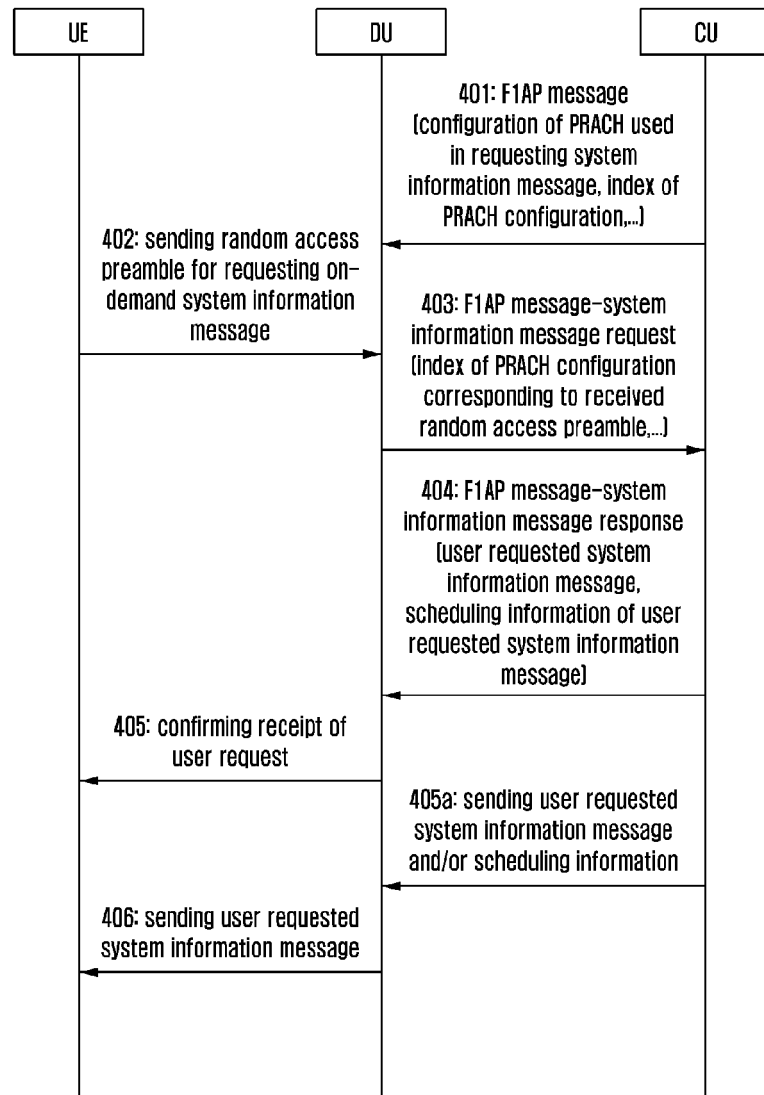 UE
DU
CU
401: F1AP message
(configuration of PRACH used
in requesting system
information message, index of
PRACH configuration,...)
402: sending random access
preamble for requesting on-
demand system information
message
403: F1AP message-system
information message request
(index of PRACH configuration
corresponding to received
random access preamble,...)
404: F1AP message-system
information message response
(user requested system
information message,
scheduling information of user
requested system information
message)
405: confirming receipt of
user request
405a: sending user requested
system information message
and/or scheduling information
406: sending user requested
system information message